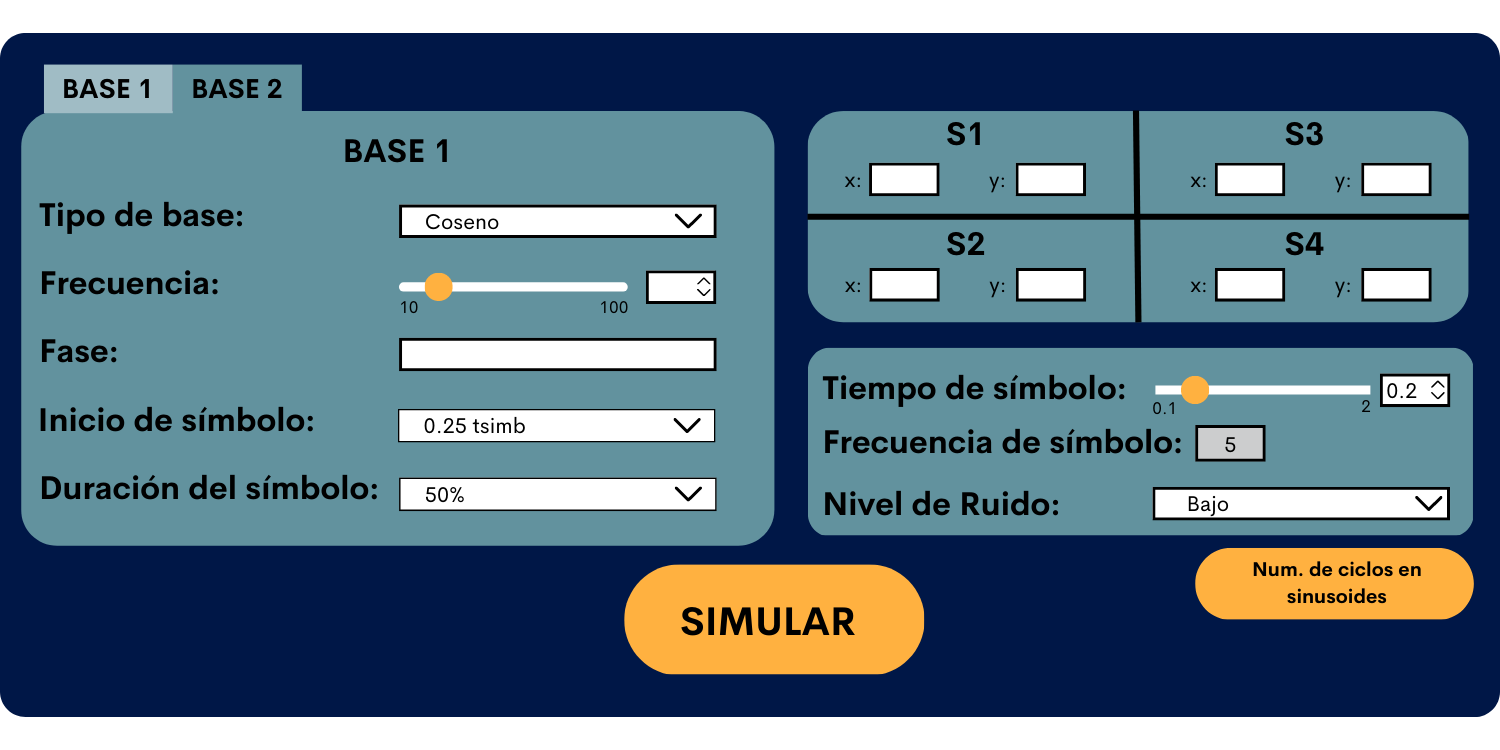 BASE 1
BASE 2
BASE 1
Tipo de base:
Coseno
Frecuencia:
10
100
Fase:
Inicio de símbolo:
0.25 tsimb
Duración del símbolo:
50%
S1
x:
y:
S3
x:
y:
S2
x:
y:
S4
x:
y:
Tiempo de símbolo:
0.1
2
0.2
Frecuencia de símbolo:
5
Nivel de Ruido:
Bajo
Num. de ciclos en
sinusoides
SIMULAR